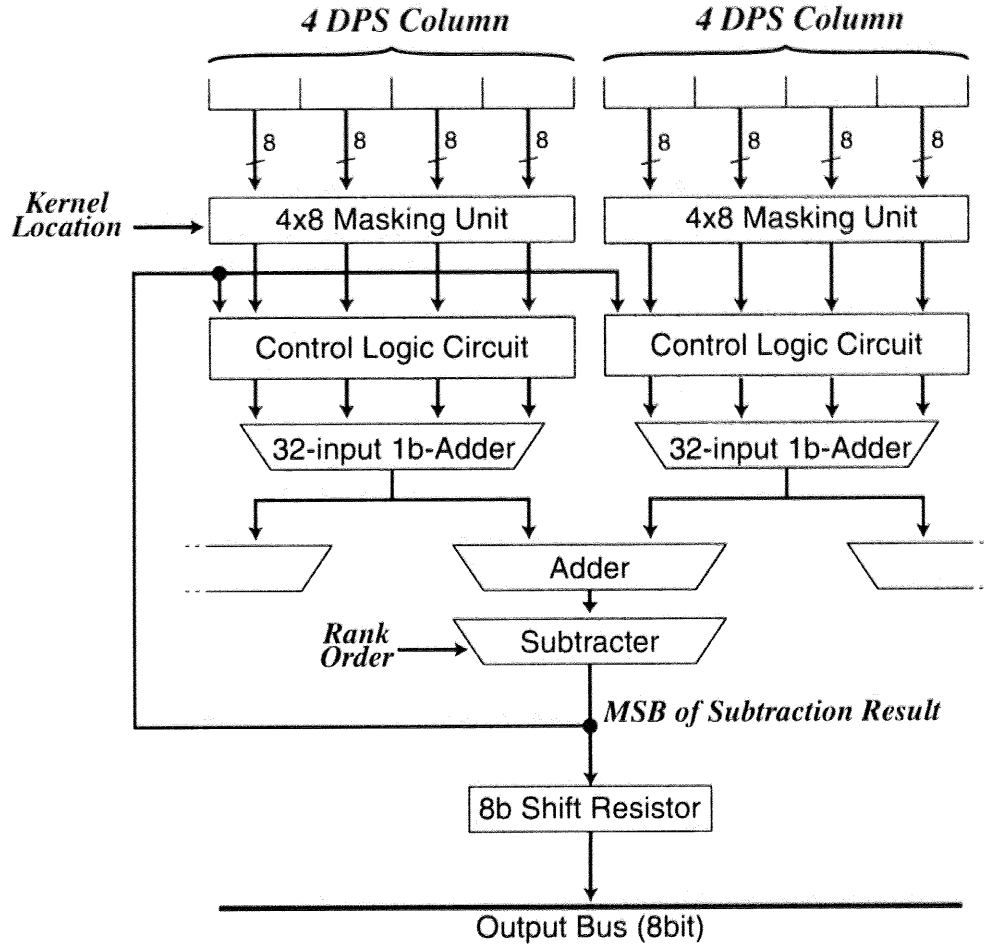 4 DPS Column 4 DPS Column
8 8 8 8 8 8 8 8
Kernel
Location
4x8 Masking Unit 4x8 Masking Unit
Control Logic Circuit Control Logic Circuit
32-input 1b-Adder 32-input 1b-Adder
Adder
Rank
Order
Subtracter
MSB of Subtraction Result
8b Shift Resistor
Output Bus (8bit)